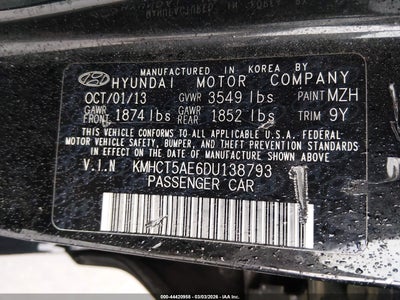 MANUFACTURED IN KOREA BY
HYUNDAI MOTOR COMPANY
OCT/01/13 GVWR 3549 lbs PAINT MZH
GAWR FRONT 1874 lbs GAWR REAR 1852 lbs TRIM 9Y
THIS VEHICLE CONFORMS TO ALL APPLICABLE U.S.A. FEDERAL
MOTOR VEHICLE SAFETY, BUMPER, AND THEFT PREVENTION STANDARDS
IN EFFECT ON THE DATE OF MANUFACTURE SHOWN ABOVE.
V.I.N KMHCT5AE6DU138793
PASSENGER CAR
000-44420958 - 03/03/2026 - IAA Inc.